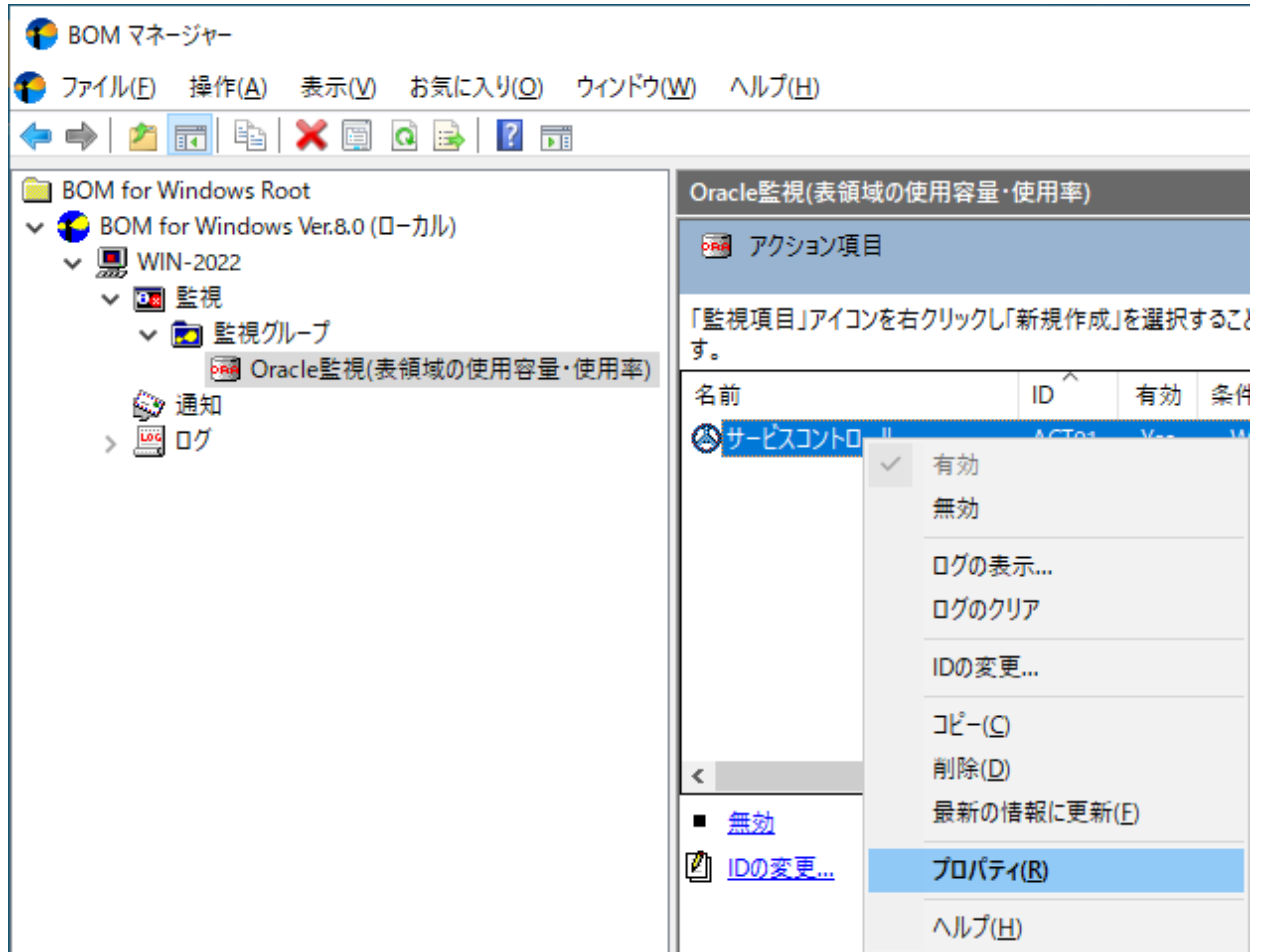 BOM マネージャー
ファイル(F) 操作(A) 表示(V) お気に入り(O) ウィンドウ(W) ヘルプ(H)
BOM for Windows Root
BOM for Windows Ver.8.0 (ローカル)
WIN-2022
監視
監視グループ
Oracle監視(表領域の使用容量・使用率)
通知
LOG ログ
Oracle監視(表領域の使用容量・使用率)
アクション項目
「監視項目」アイコンを右クリックし「新規作成」を選択すること
す。
名前 ID 有効 条件
サービスコントロール ACT01 Yes
有効
無効
ログの表示...
ログのクリア
IDの変更...
コピー(C)
削除(D)
最新の情報に更新(F)
プロパティ(R)
ヘルプ(H)
無効
IDの変更...